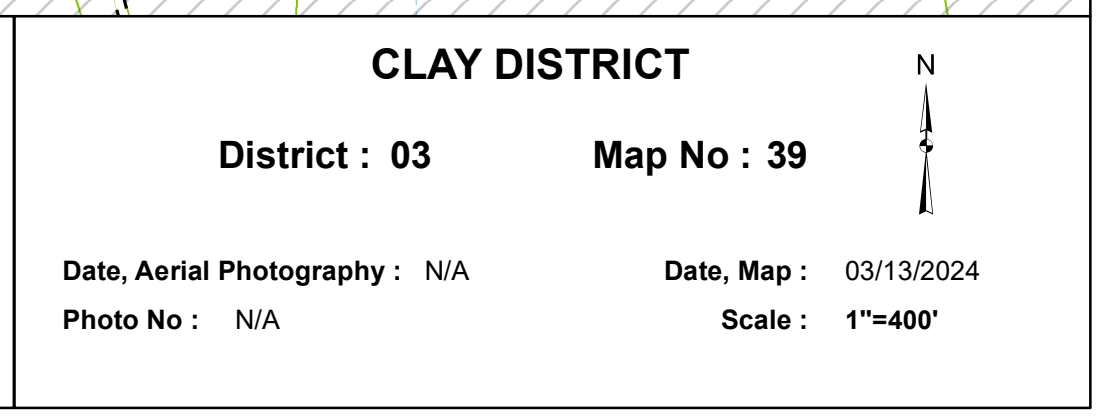 CLAY DISTRICT
N
District : 03 Map No : 39
Date, Aerial Photography : N/A Date, Map : 03/13/2024
Photo No : N/A Scale : 1"=400'